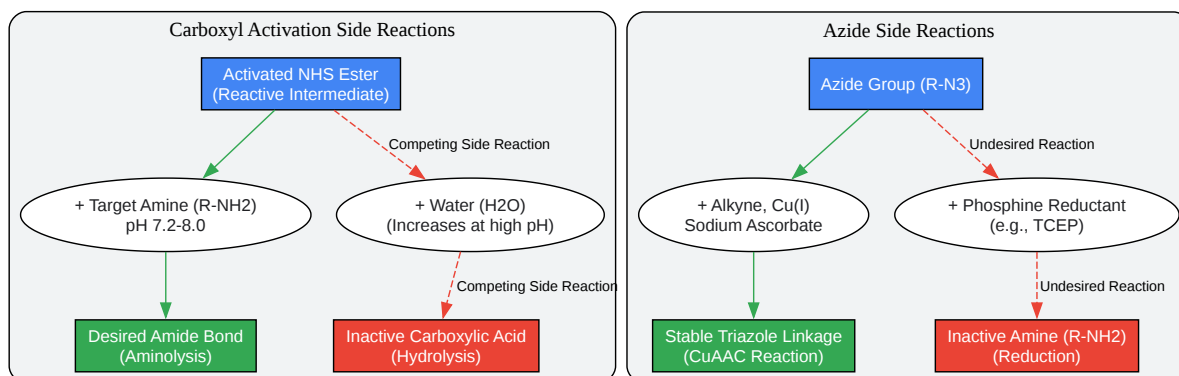 Carboxyl Activation Side Reactions
Activated NHS Ester
(Reactive Intermediate)
Competing Side Reaction
+ Target Amine (R-NH2)
pH 7.2-8.0
+ Water (H2O)
(Increases at high pH)
Competing Side Reaction
Desired Amide Bond
(Aminolysis)
Inactive Carboxylic Acid
(Hydrolysis)
Azide Side Reactions
Azide Group (R-N3)
Undesired Reaction
+ Alkyne, Cu(I)
Sodium Ascorbate
+ Phosphine Reductant
(e.g., TCEP)
Undesired Reaction
Stable Triazole Linkage
(CuAAC Reaction)
Inactive Amine (R-NH2)
(Reduction)